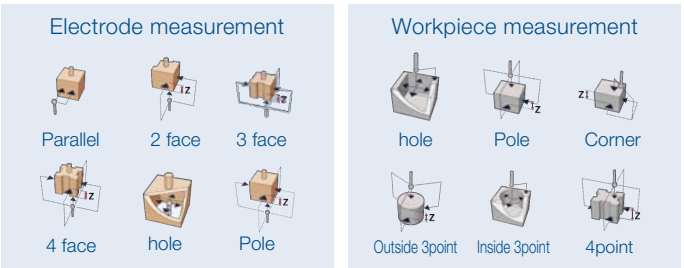 Electrode measurement
Z
Z
Parallel
2 face
3 face
Z
Z
4 face
hole
Pole
Workpiece measurement
Z
Z
hole
Pole
Corner
Z
Z
Outside 3point
Inside 3point
4point